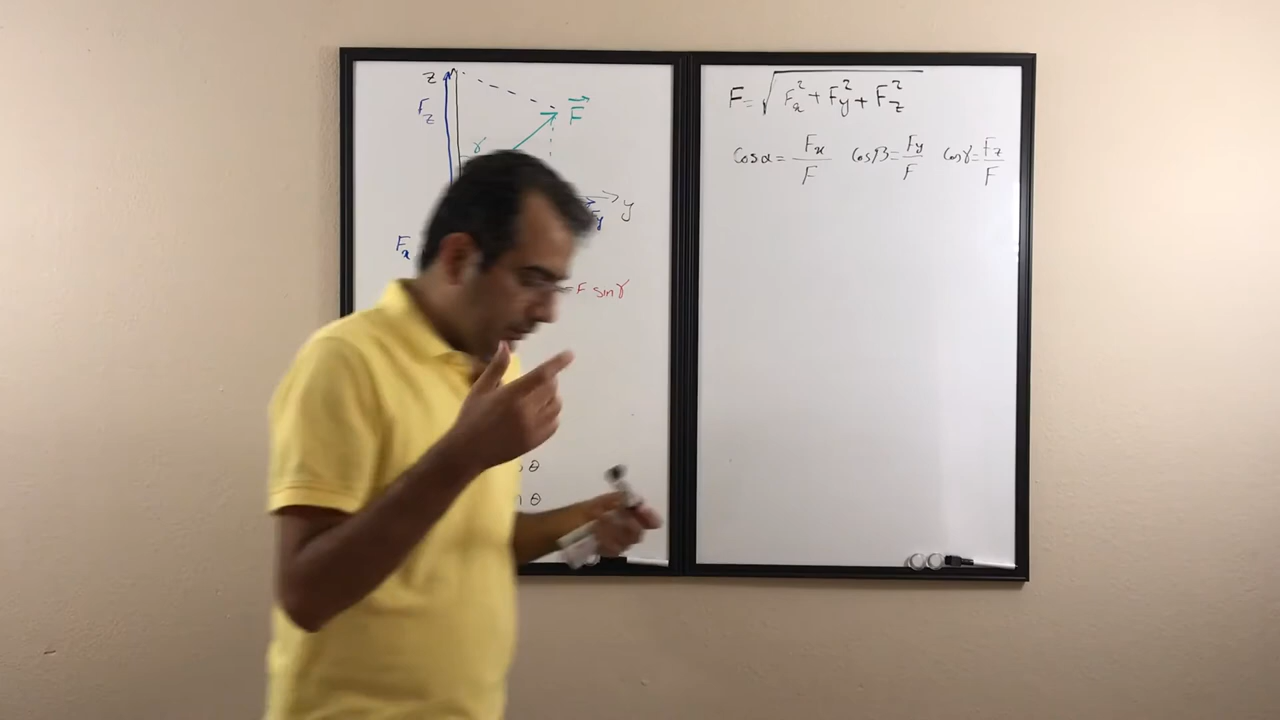 z
F_z
F⃗
γ
y
F_y
F_x
= F sin γ
θ
θ
F = √(F_x² + F_y² + F_z²)
Cos α = F_x / F Cos β = F_y / F Cos γ = F_z / F